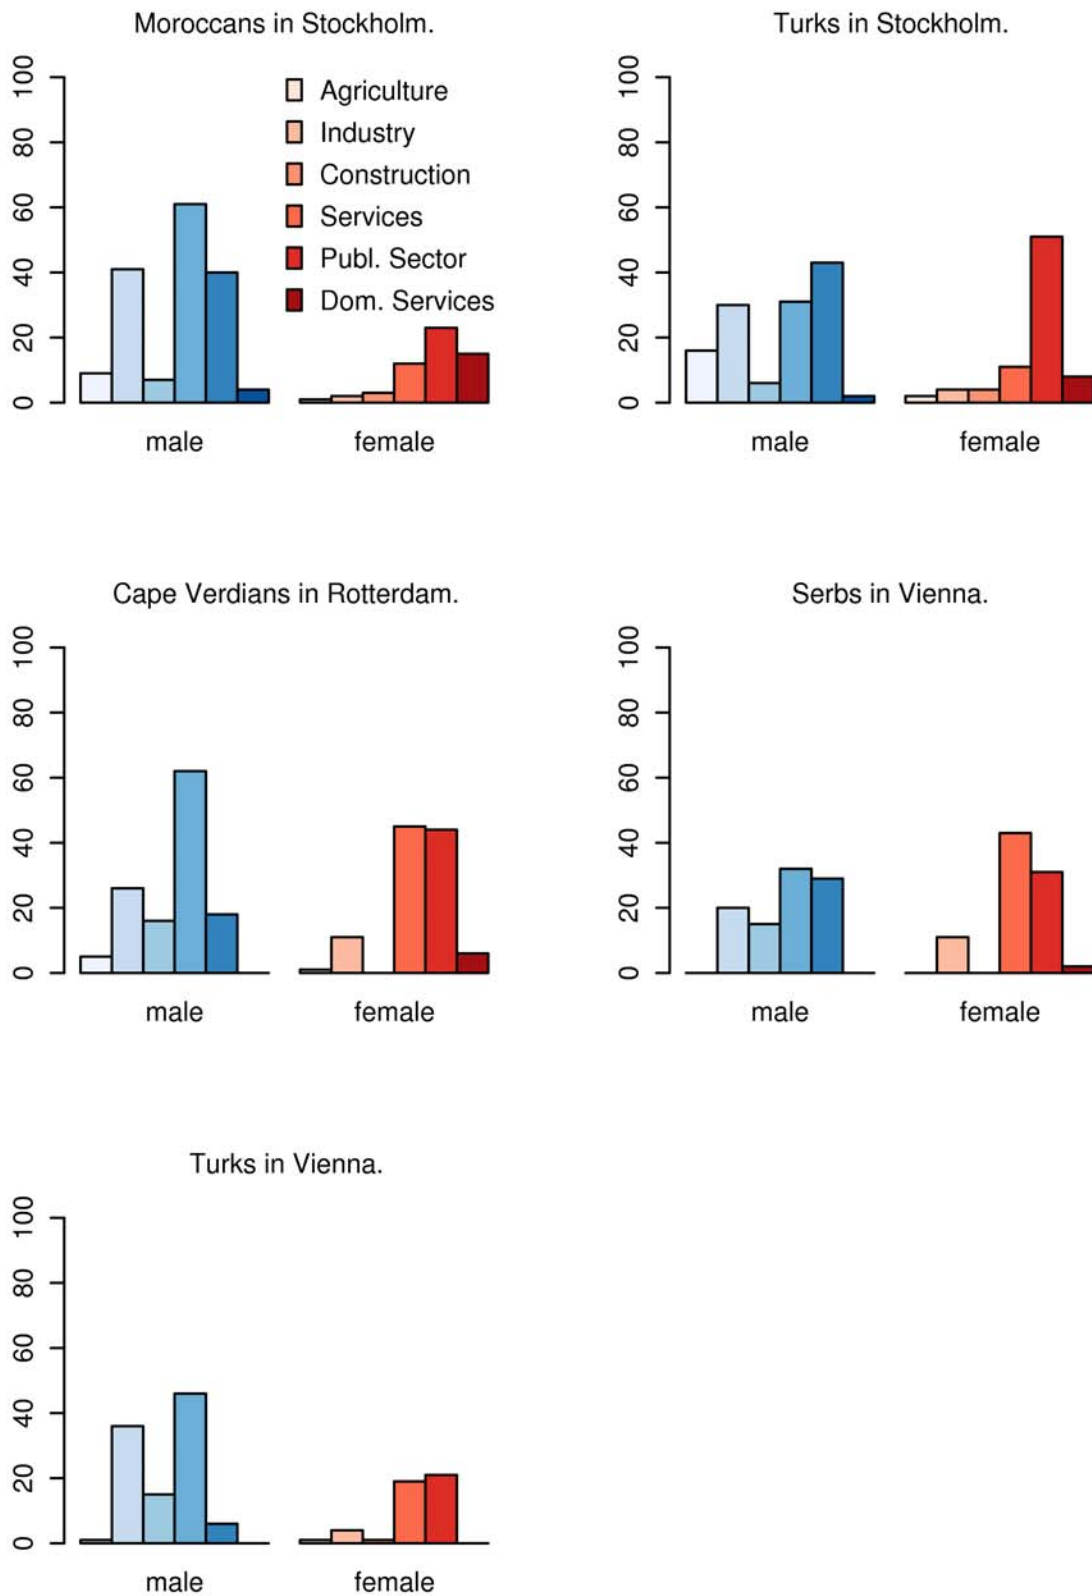 Moroccans in Stockholm.
100
80
60
40
20
0
Agriculture
Industry
Construction
Services
Publ. Sector
Dom. Services
male
female
Turks in Stockholm.
100
80
60
40
20
0
male
female
Cape Verdians in Rotterdam.
100
80
60
40
20
0
male
female
Serbs in Vienna.
100
80
60
40
20
0
male
female
Turks in Vienna.
100
80
60
40
20
0
male
female